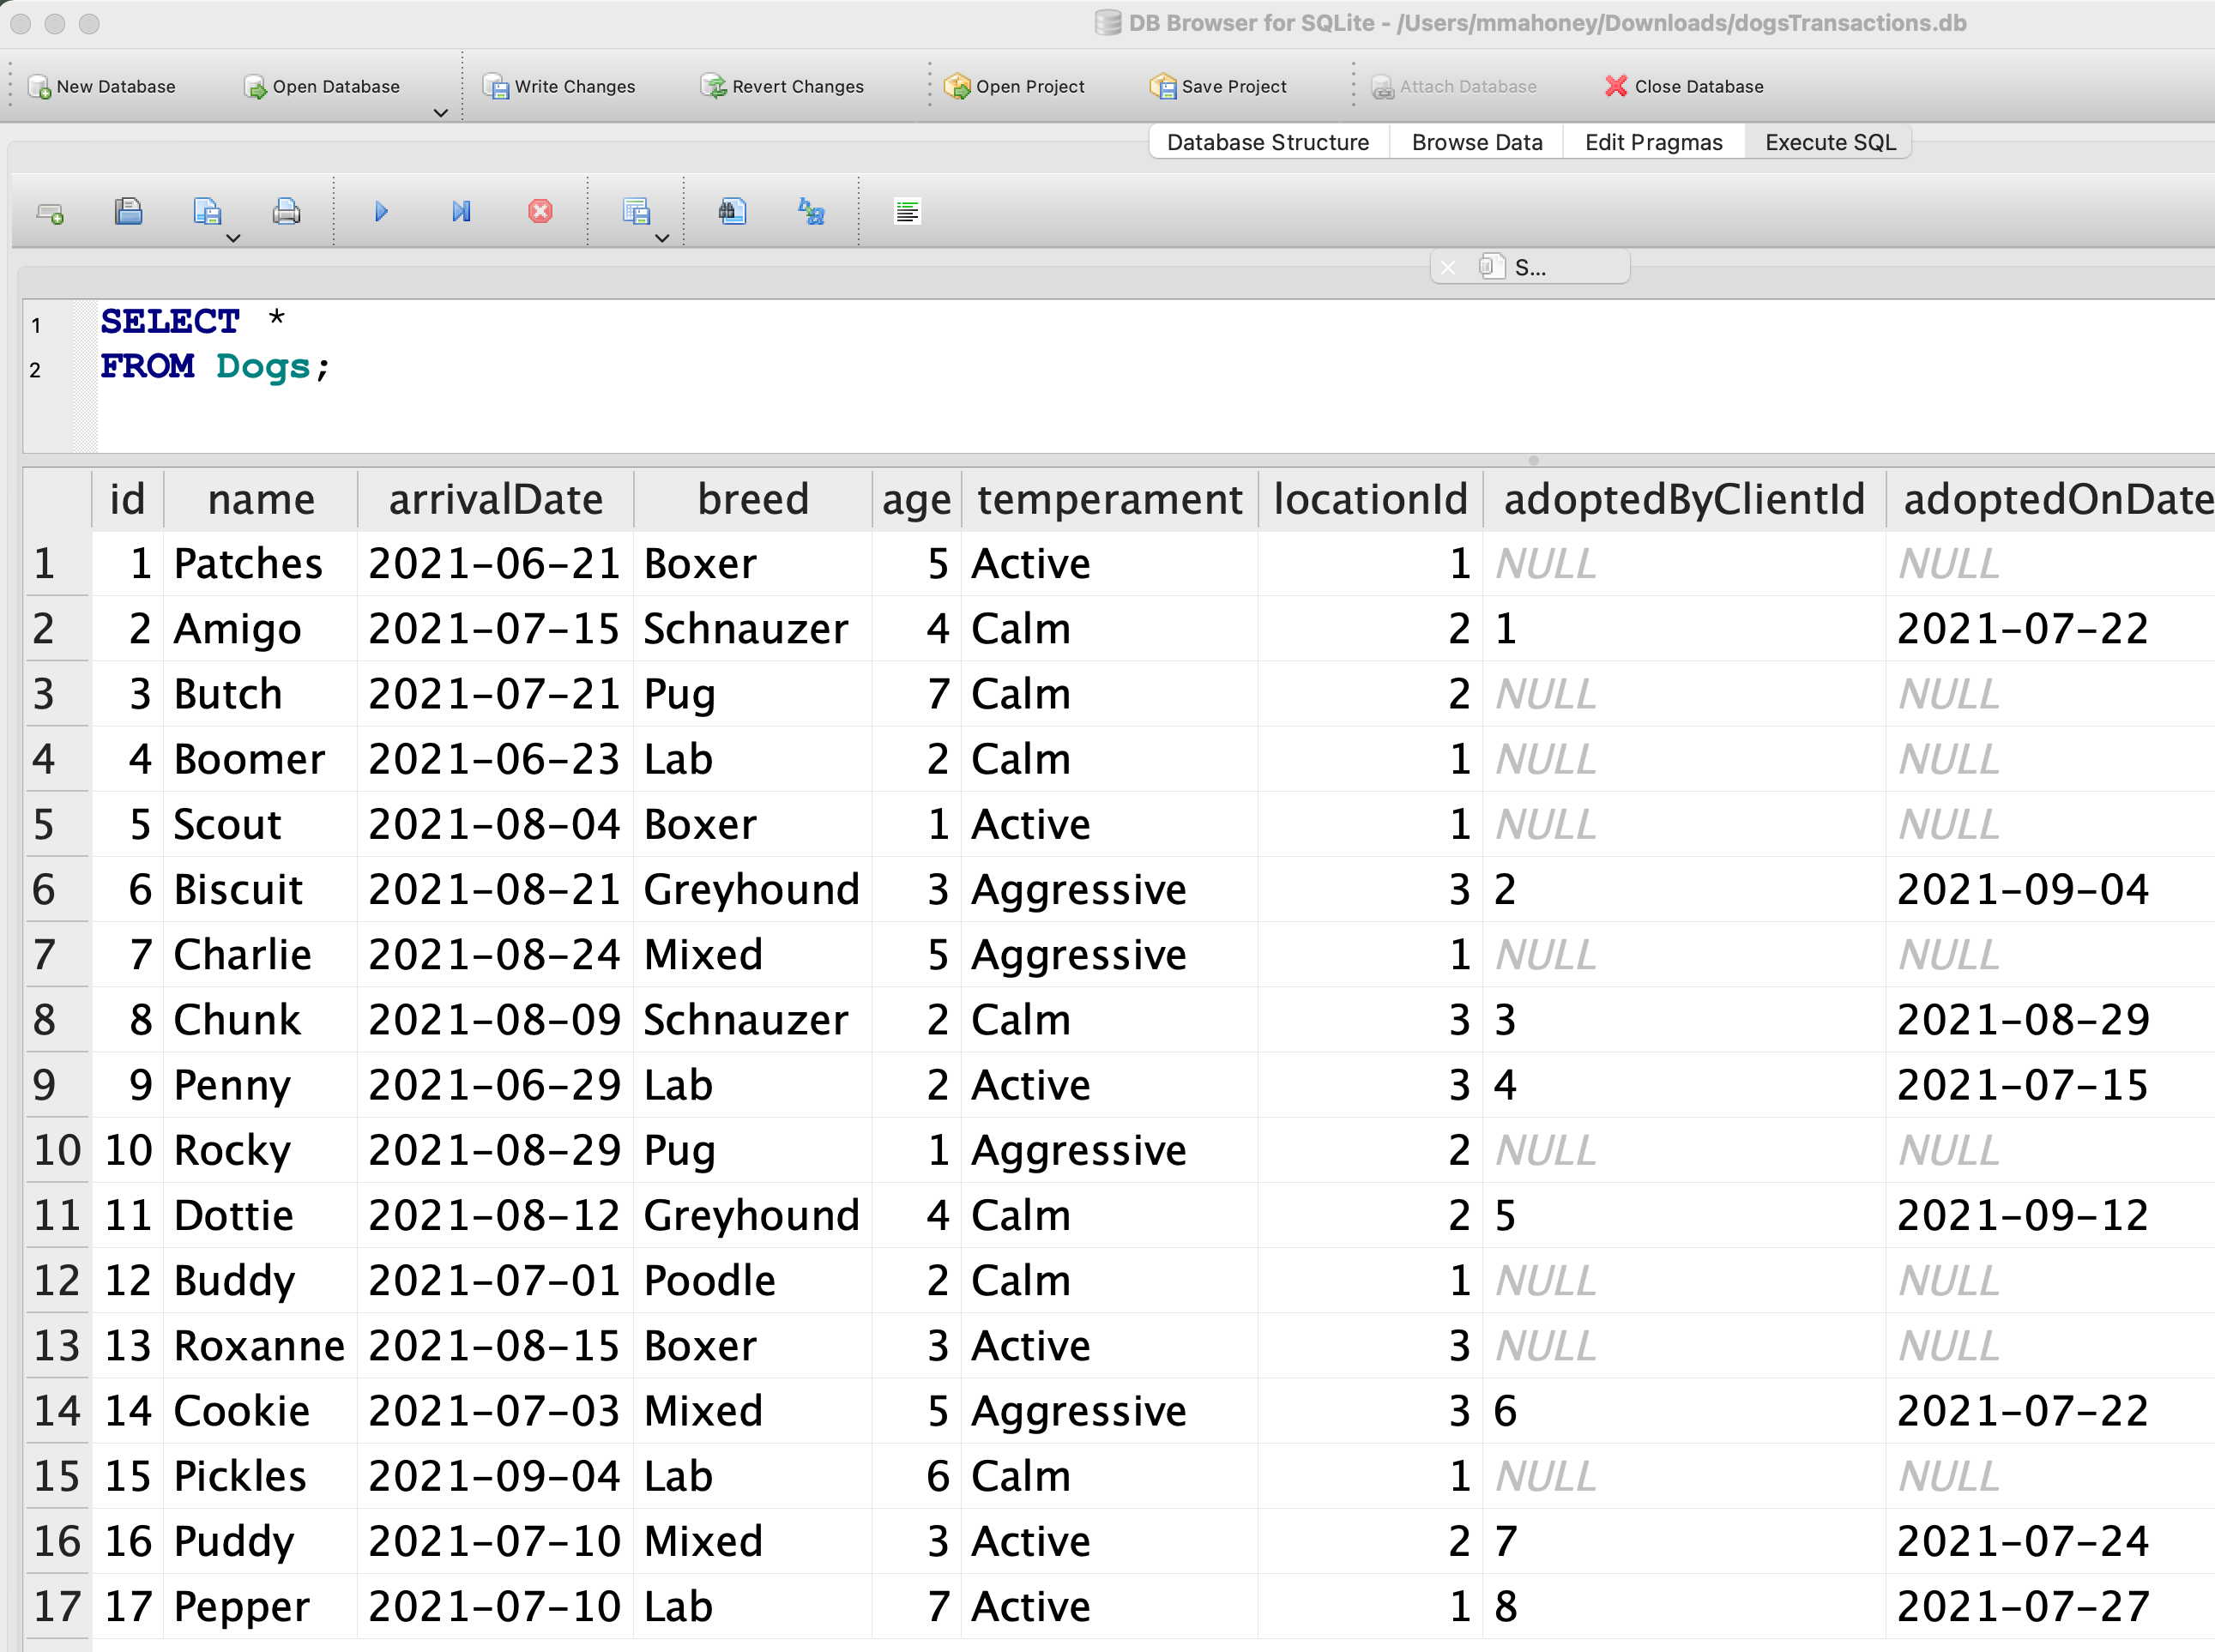 DB Browser for SQLite - /Users/mmahoney/Downloads/dogsTransactions.db
New Database Open Database Write Changes Revert Changes Open Project Save Project Attach Database Close Database
Database Structure Browse Data Edit Pragmas Execute SQL
S...
1 SELECT *
2 FROM Dogs;
id name arrivalDate breed age temperament locationId adoptedByClientId adoptedOnDate
1 1 Patches 2021-06-21 Boxer 5 Active 1 NULL NULL
2 2 Amigo 2021-07-15 Schnauzer 4 Calm 2 1 2021-07-22
3 3 Butch 2021-07-21 Pug 7 Calm 2 NULL NULL
4 4 Boomer 2021-06-23 Lab 2 Calm 1 NULL NULL
5 5 Scout 2021-08-04 Boxer 1 Active 1 NULL NULL
6 6 Biscuit 2021-08-21 Greyhound 3 Aggressive 3 2 2021-09-04
7 7 Charlie 2021-08-24 Mixed 5 Aggressive 1 NULL NULL
8 8 Chunk 2021-08-09 Schnauzer 2 Calm 3 3 2021-08-29
9 9 Penny 2021-06-29 Lab 2 Active 3 4 2021-07-15
10 10 Rocky 2021-08-29 Pug 1 Aggressive 2 NULL NULL
11 11 Dottie 2021-08-12 Greyhound 4 Calm 2 5 2021-09-12
12 12 Buddy 2021-07-01 Poodle 2 Calm 1 NULL NULL
13 13 Roxanne 2021-08-15 Boxer 3 Active 3 NULL NULL
14 14 Cookie 2021-07-03 Mixed 5 Aggressive 3 6 2021-07-22
15 15 Pickles 2021-09-04 Lab 6 Calm 1 NULL NULL
16 16 Puddy 2021-07-10 Mixed 3 Active 2 7 2021-07-24
17 17 Pepper 2021-07-10 Lab 7 Active 1 8 2021-07-27